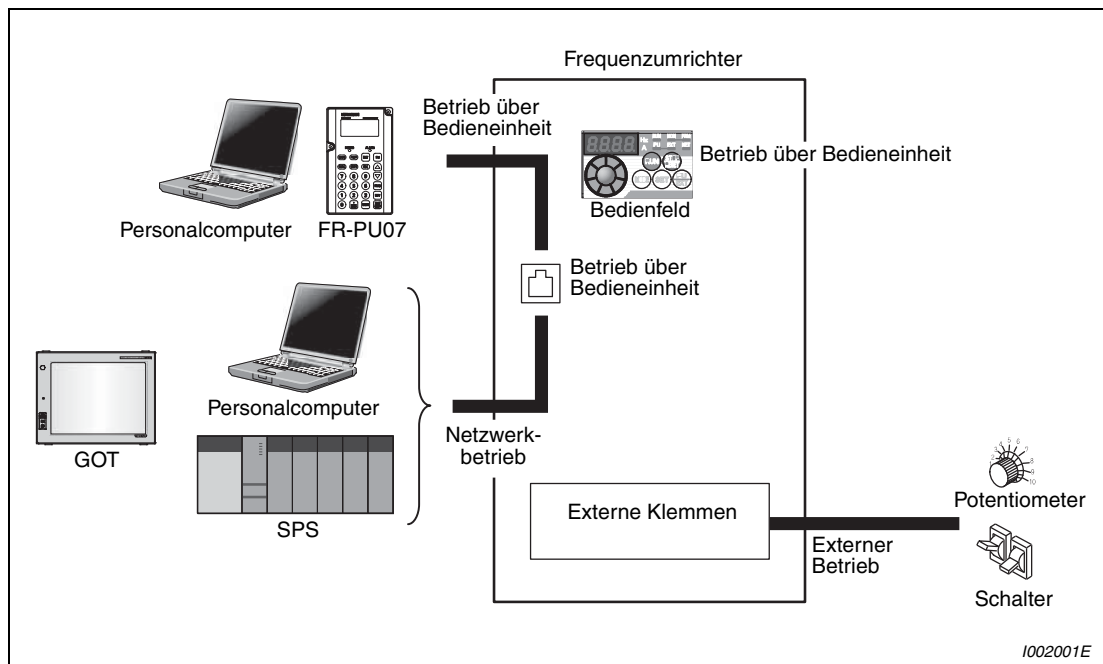 Frequenzumrichter
Betrieb über
Bedieneinheit
Personalcomputer
FR-PU07
Betrieb über Bedieneinheit
Bedienfeld
Betrieb über
Bedieneinheit
Personalcomputer
GOT
SPS
Netzwerk-
betrieb
Externe Klemmen
Externer
Betrieb
Potentiometer
Schalter
I002001E